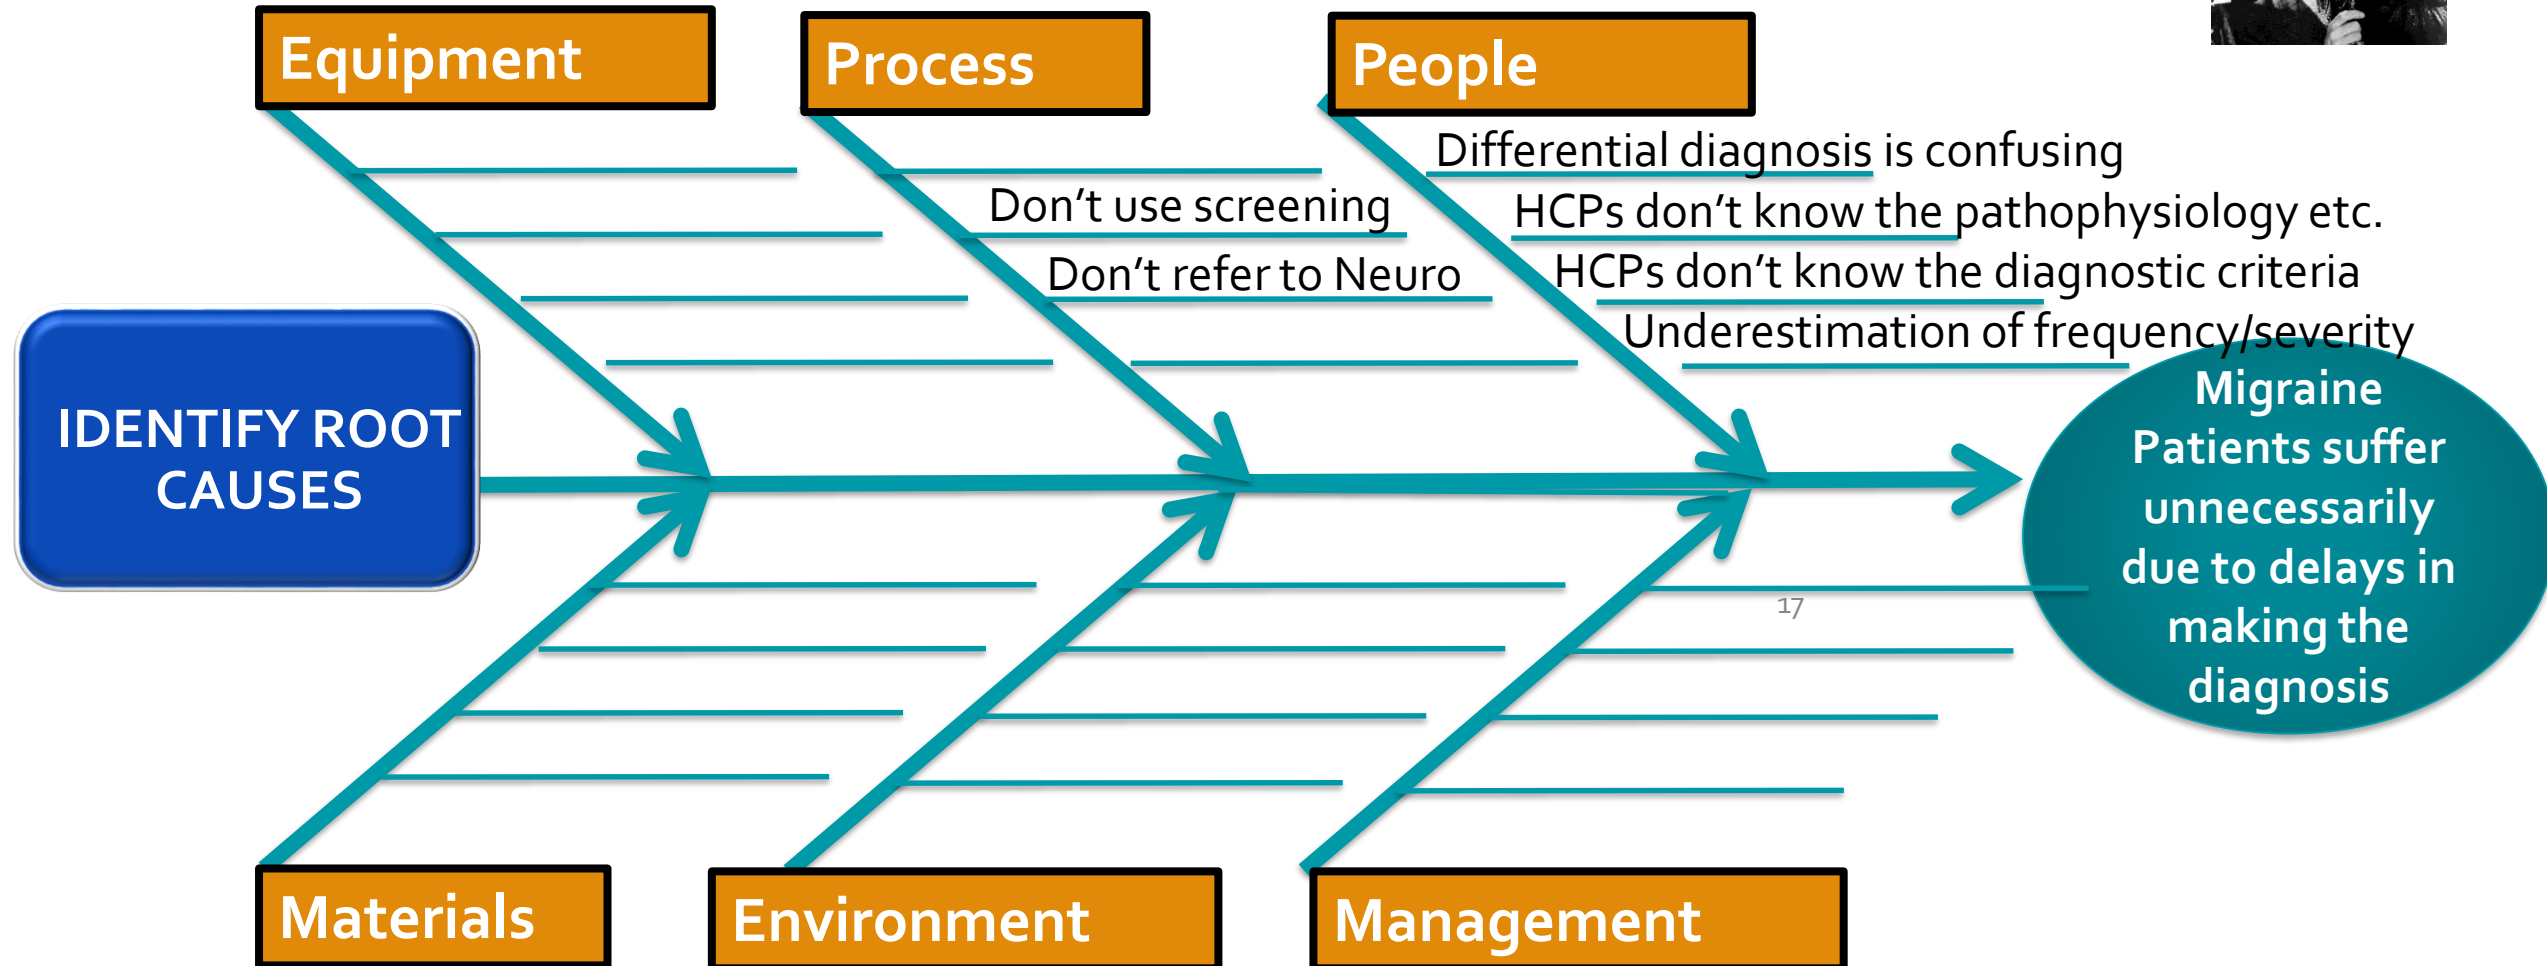 Equipment
Process
People
Differential diagnosis is confusing
Don’t use screening
HCPs don’t know the pathophysiology etc.
Don’t refer to Neuro
HCPs don’t know the diagnostic criteria
Underestimation of frequency/severity
IDENTIFY ROOT
CAUSES
Migraine
Patients suffer
unnecessarily
due to delays in
making the
diagnosis
17
Materials
Environment
Management